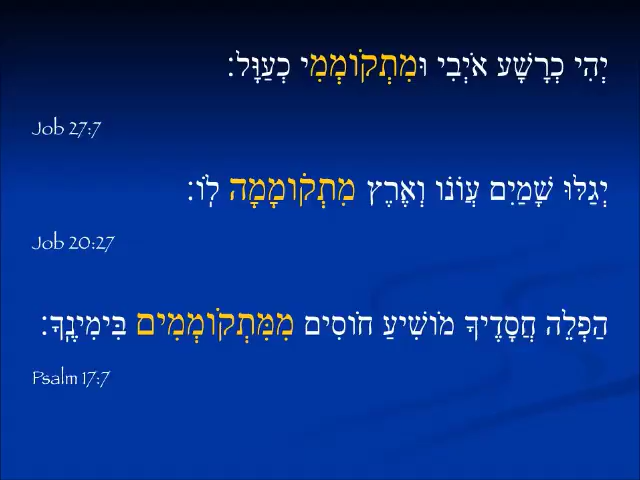 יְהִי כְרָשָׁע אֹיְבִי וּמִתְקוֹמְמִי כְעַוָּל׃
Job 27:7
יְגַלּוּ שָׁמַיִם עֲוֺנוֹ וְאֶרֶץ מִתְקוֹמָמָה לוֹ׃
Job 20:27
הַפְלֵה חֲסָדֶיךָ מוֹשִׁיעַ חוֹסִים מִמִּתְקוֹמְמִים בִּימִינֶךָ׃
Psalm 17:7